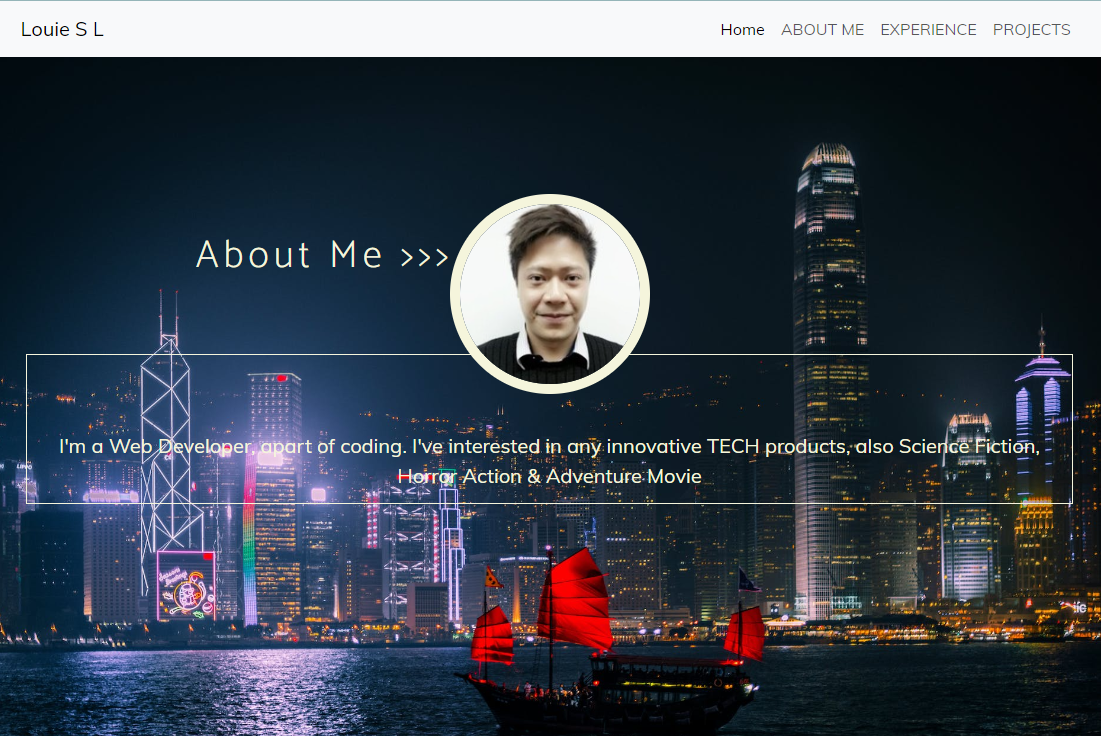 Louie S L
Home ABOUT ME EXPERIENCE PROJECTS
About Me >>>
I'm a Web Developer, apart of coding. I've interested in any innovative TECH products, also Science Fiction,
Horror Action & Adventure Movie